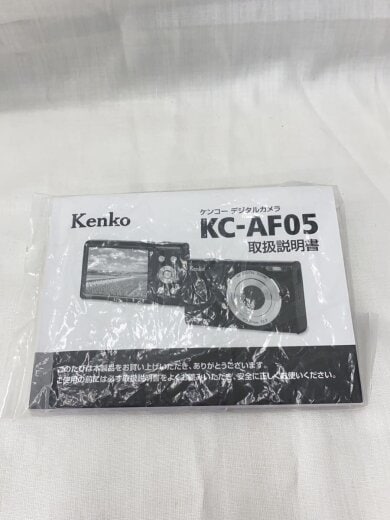 Kenko
ケンコー デジタルカメラ
KC-AF05
取扱説明書
このたびは本製品をお買い上げいただき、ありがとうございます。
ご使用の前には必ず取扱説明書をよくお読みいただき、安全に正しくお使いください。